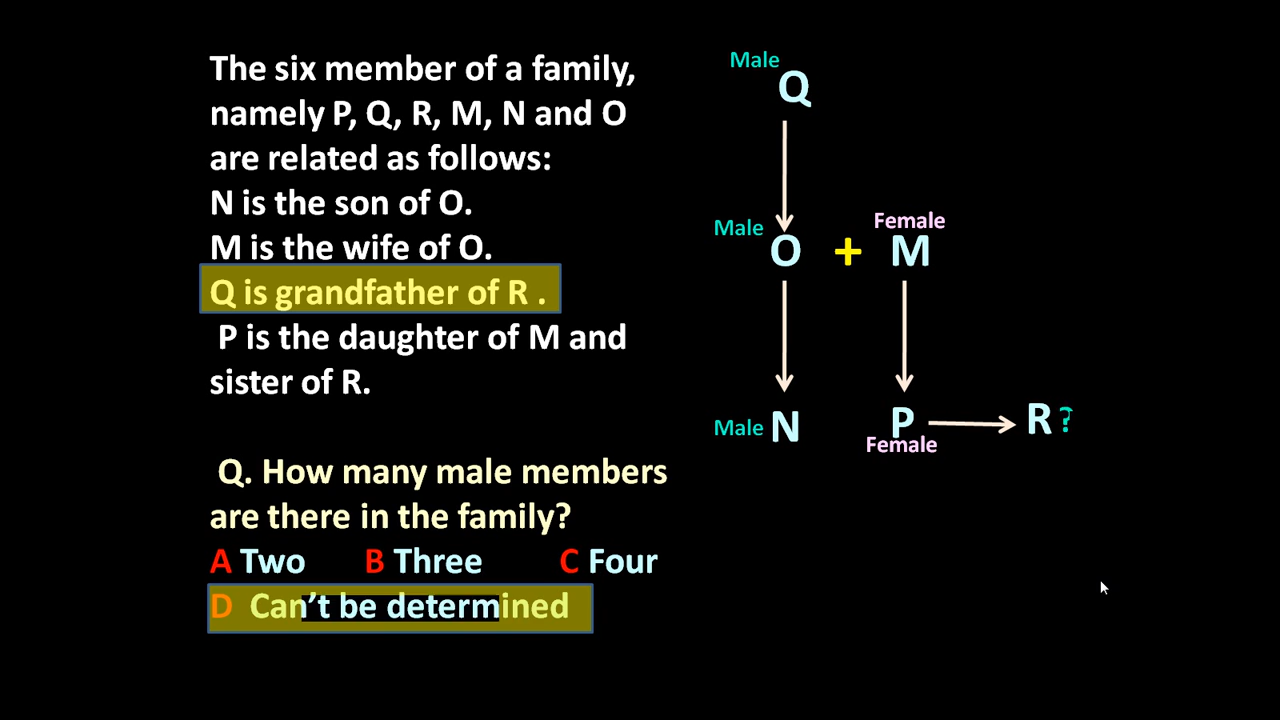 The six member of a family,
namely P, Q, R, M, N and O
are related as follows:
N is the son of O.
M is the wife of O.
Q is grandfather of R .
P is the daughter of M and
sister of R.
Q. How many male members
are there in the family?
A Two B Three C Four
D Can't be determined
Male
Q
Male
O + Female M
Male N
P
Female
R ?